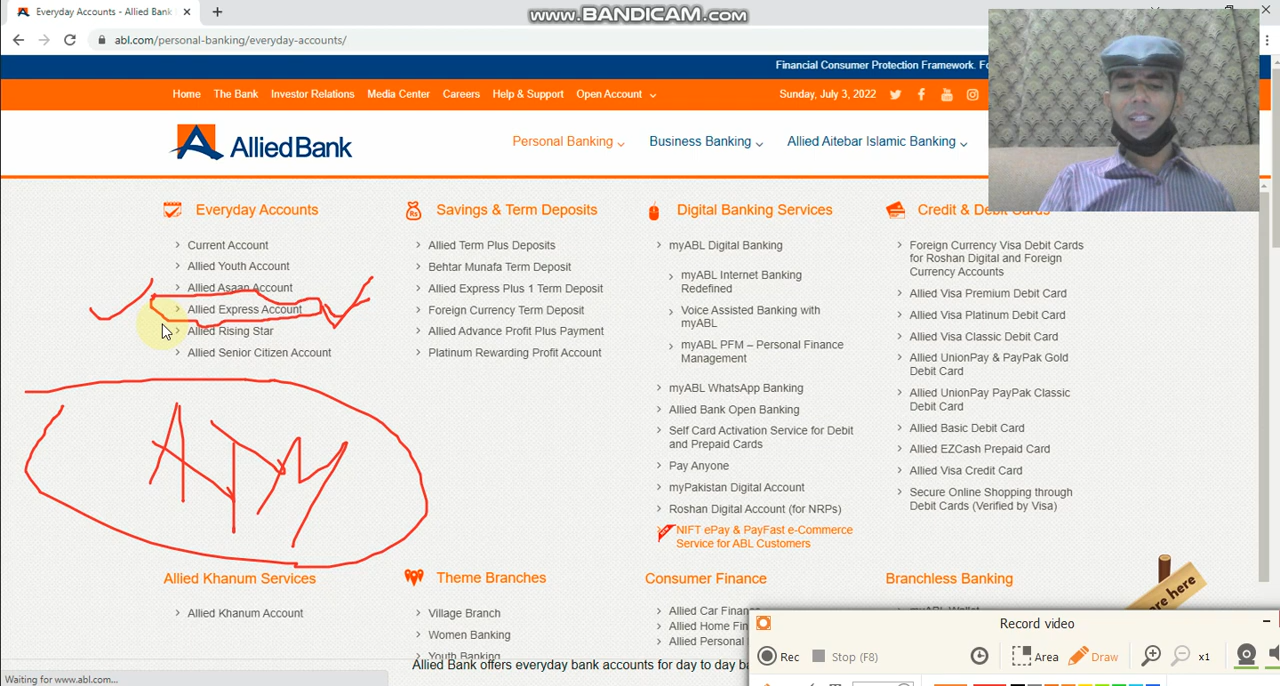 Everyday Accounts - Allied Bank
www.BANDICAM.com
abl.com/personal-banking/everyday-accounts/
Financial Consumer Protection Framework.
Home The Bank Investor Relations Media Center Careers Help & Support Open Account Sunday, July 3, 2022
Allied Bank
Personal Banking Business Banking Allied Aitebar Islamic Banking
Everyday Accounts
Current Account
Allied Youth Account
Allied Asaan Account
Allied Express Account
Allied Rising Star
Allied Senior Citizen Account
Savings & Term Deposits
Allied Term Plus Deposits
Behtar Munafa Term Deposit
Allied Express Plus 1 Term Deposit
Foreign Currency Term Deposit
Allied Advance Profit Plus Payment
Platinum Rewarding Profit Account
Digital Banking Services
myABL Digital Banking
myABL Internet Banking
Redefined
Voice Assisted Banking with
myABL
myABL PFM – Personal Finance
Management
myABL WhatsApp Banking
Allied Bank Open Banking
Self Card Activation Service for Debit
and Prepaid Cards
Pay Anyone
myPakistan Digital Account
Roshan Digital Account (for NRPs)
NIFT ePay & PayFast e-Commerce
Service for ABL Customers
Credit & Debit Cards
Foreign Currency Visa Debit Cards
for Roshan Digital and Foreign
Currency Accounts
Allied Visa Premium Debit Card
Allied Visa Platinum Debit Card
Allied Visa Classic Debit Card
Allied UnionPay & PayPak Gold
Debit Card
Allied UnionPay PayPak Classic
Debit Card
Allied Basic Debit Card
Allied EZCash Prepaid Card
Allied Visa Credit Card
Secure Online Shopping through
Debit Cards (Verified by Visa)
Allied Khanum Services
Allied Khanum Account
Theme Branches
Village Branch
Women Banking
Youth Banking
Consumer Finance
Allied Car Finance
Allied Home Fin
Allied Personal
Branchless Banking
myABL Wallet
here
Allied Bank offers everyday bank accounts for day to day ba
Waiting for www.abl.com...
Record video
Rec Stop (F8) Area Draw x1